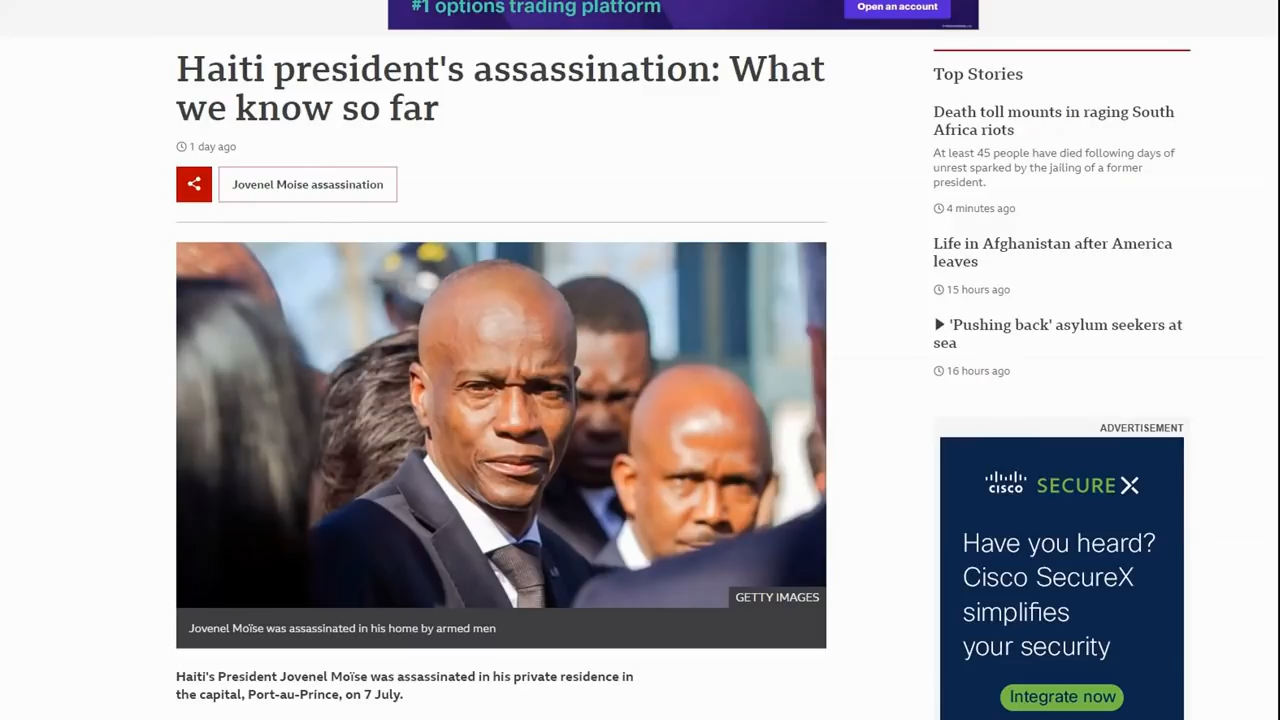 #1 options trading platform
Open an account
Haiti president's assassination: What
we know so far
1 day ago
Jovenel Moise assassination
GETTY IMAGES
Jovenel Moïse was assassinated in his home by armed men
Haiti's President Jovenel Moïse was assassinated in his private residence in
the capital, Port-au-Prince, on 7 July.
Top Stories
Death toll mounts in raging South
Africa riots
At least 45 people have died following days of
unrest sparked by the jailing of a former
president.
4 minutes ago
Life in Afghanistan after America
leaves
15 hours ago
'Pushing back' asylum seekers at
sea
16 hours ago
ADVERTISEMENT
CISCO SECUREX
Have you heard?
Cisco SecureX
simplifies
your security
Integrate now